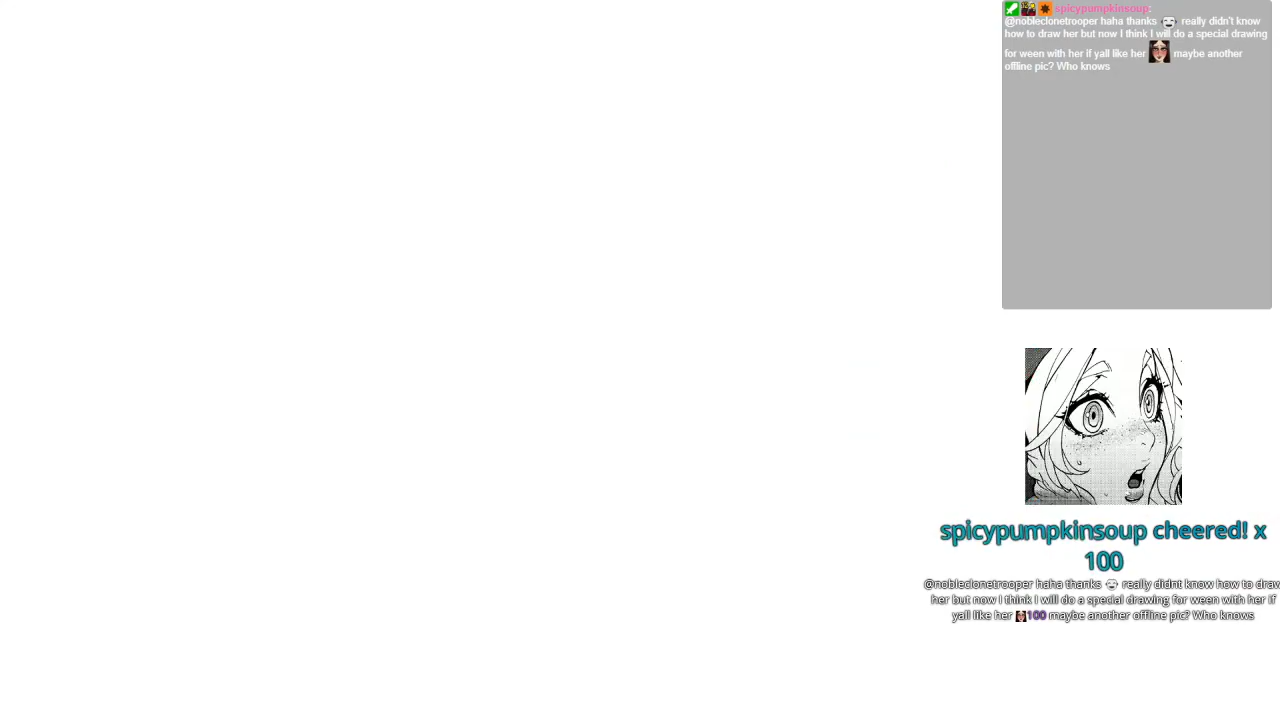 spicypumpkinsoup:
@nobleclonetrooper haha thanks really didn't know
how to draw her but now I think I will do a special drawing
for ween with her if yall like her maybe another
offline pic? Who knows
spicypumpkinsoup cheered! x
100
@nobleclonetrooper haha thanks really didnt know how to draw
her but now I think I will do a special drawing for ween with her if
yall like her 100 maybe another offline pic? Who knows